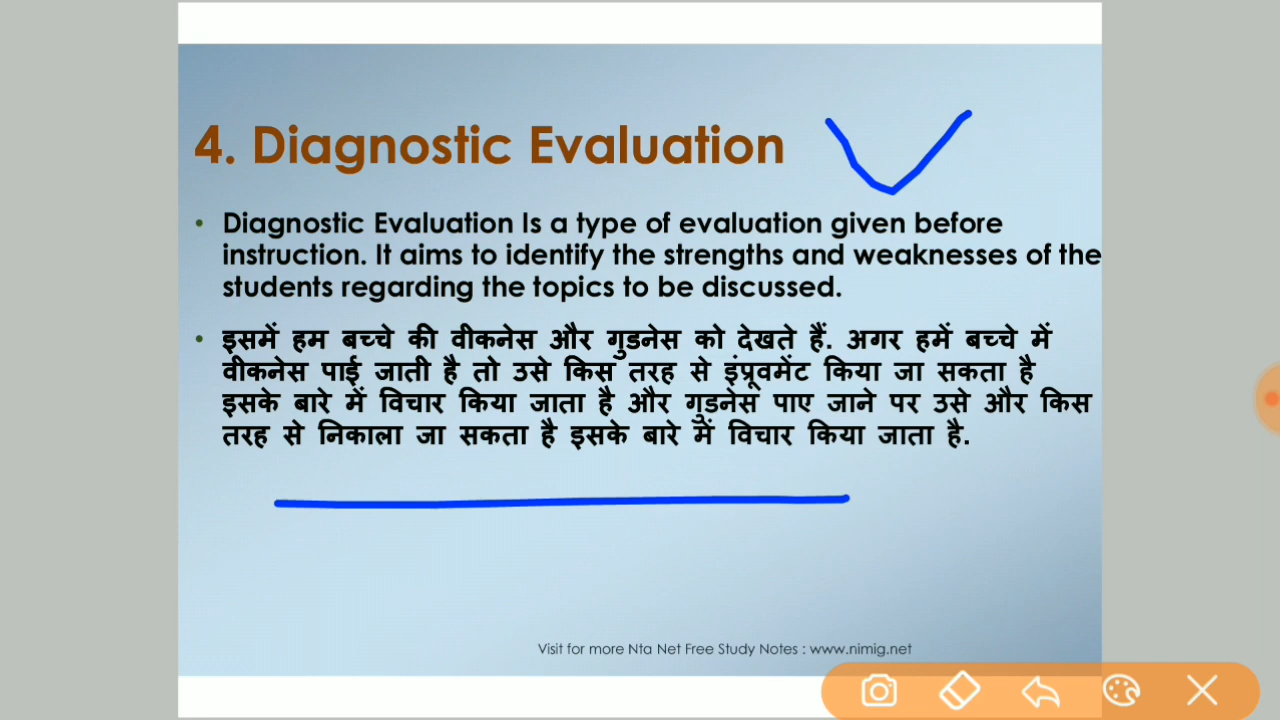 4. Diagnostic Evaluation
• Diagnostic Evaluation Is a type of evaluation given before
instruction. It aims to identify the strengths and weaknesses of the
students regarding the topics to be discussed.
• इसमें हम बच्चे की वीकनेस और गुडनेस को देखते हैं. अगर हमें बच्चे में
वीकनेस पाई जाती है तो उसे किस तरह से इंप्रूवमेंट किया जा सकता है
इसके बारे में विचार किया जाता है और गुडनेस पाए जाने पर उसे और किस
तरह से निकाला जा सकता है इसके बारे में विचार किया जाता है.
Visit for more Nta Net Free Study Notes : www.nimig.net